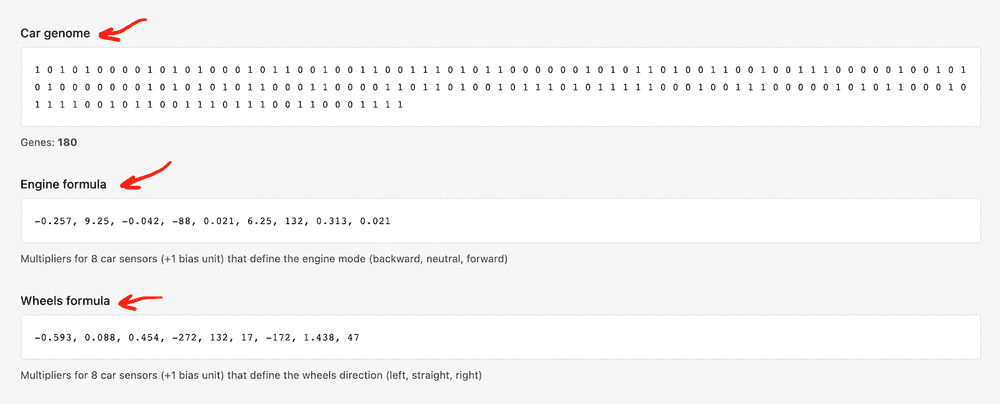 Car genome
1 0 1 0 1 0 0 0 0 1 0 1 0 1 0 0 0 1 0 1 1 0 0 1 0 0 1 1 0 0 1 1 1 0 1 0 1 1 0 0 0 0 0 0 1 0 1 0 1 1 0 1 0 0 1 1 0 0 1 0 0 1 1 1 0 0 0 0 0 1 0 0 1 0 1
0 1 0 0 0 0 0 0 0 1 0 1 0 1 1 1 0 1 1 0 0 0 1 1 0 0 0 0 1 1 0 1 1 0 1 0 0 1 0 1 1 1 0 1 0 1 1 1 1 1 0 0 0 1 0 0 1 1 1 0 0 0 0 0 1 0 1 0 1 1 0 0 0 1 0
1 1 1 1 0 0 1 0 1 1 0 0 1 1 1 0 1 1 1 0 0 1 1 0 0 0 1 1 1 1
Genes: 180
Engine formula
-0.257, 9.25, -0.042, -88, 0.021, 6.25, 132, 0.313, 0.021
Multipliers for 8 car sensors (+1 bias unit) that define the engine mode (backward, neutral, forward)
Wheels formula
-0.593, 0.088, 0.454, -272, 132, 17, -172, 1.438, 47
Multipliers for 8 car sensors (+1 bias unit) that define the wheels direction (left, straight, right)